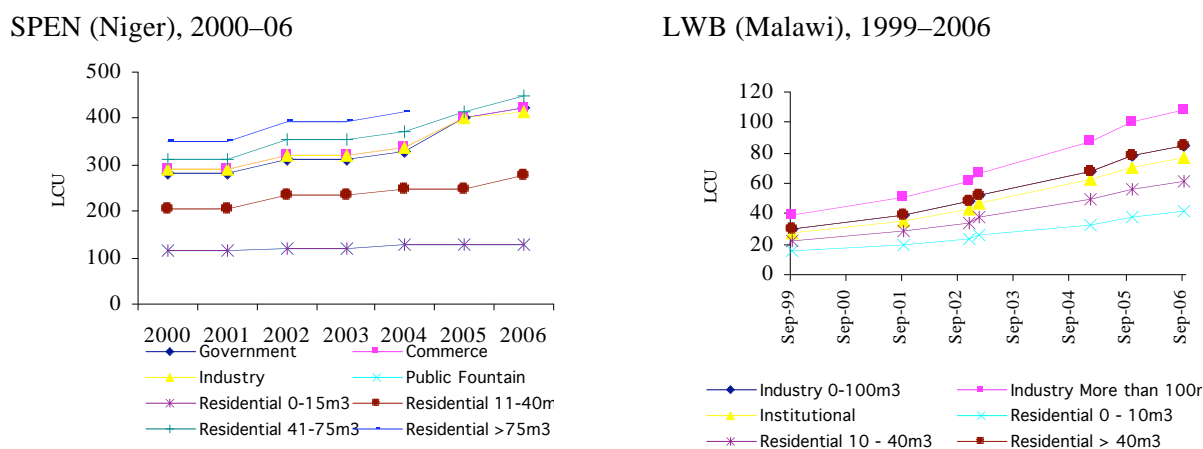 SPEN (Niger), 2000–06
500
400
300
200
100
0
LCU
2000 2001 2002 2003 2004 2005 2006
Government Commerce
Industry Public Fountain
Residential 0-15m3 Residential 11-40m
Residential 41-75m3 Residential >75m3
LWB (Malawi), 1999–2006
120
100
80
60
40
20
0
LCU
Sep-99 Sep-00 Sep-01 Sep-02 Sep-03 Sep-04 Sep-05 Sep-06
Industry 0-100m3 Industry More than 100m
Institutional Residential 0 - 10m3
Residential 10 - 40m3 Residential > 40m3